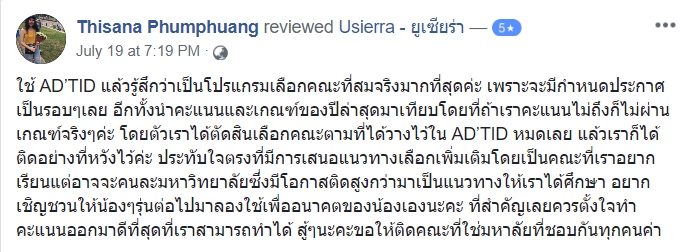 Thisana Phumphuang reviewed Usierra - ยูเซียร่า — 5★
July 19 at 7:19 PM ·
ใช้ AD'TID แล้วรู้สึกว่าเป็นโปรแกรมเลือกคณะที่สมจริงมากที่สุดค่ะ เพราะจะมีกำหนดประกาศ
เป็นรอบๆเลย อีกทั้งนำคะแนนและเกณฑ์ของปีล่าสุดมาเทียบโดยที่ถ้าเราคะแนนไม่ถึงก็ไม่ผ่าน
เกณฑ์จริงๆค่ะ โดยตัวเราได้ตัดสินเลือกคณะตามที่ได้วางไว้ใน AD'TID หมดเลย แล้วเราก็ได้
ติดอย่างที่หวังไว้ค่ะ ประทับใจตรงที่มีการเสนอแนวทางเลือกเพิ่มเติมโดยเป็นคณะที่เราอยาก
เรียนแต่อาจจะคนละมหาวิทยาลัยซึ่งมีโอกาสติดสูงกว่ามาเป็นแนวทางให้เราได้ศึกษา อยาก
เชิญชวนให้น้องๆรุ่นต่อไปมาลองใช้เพื่ออนาคตของน้องเองนะคะ ที่สำคัญเลยควรตั้งใจทำ
คะแนนออกมาดีที่สุดที่เราสามารถทำได้ สู้ๆนะคะขอให้ติดคณะที่ใช่มหาลัยที่ชอบกันทุกคนค่า